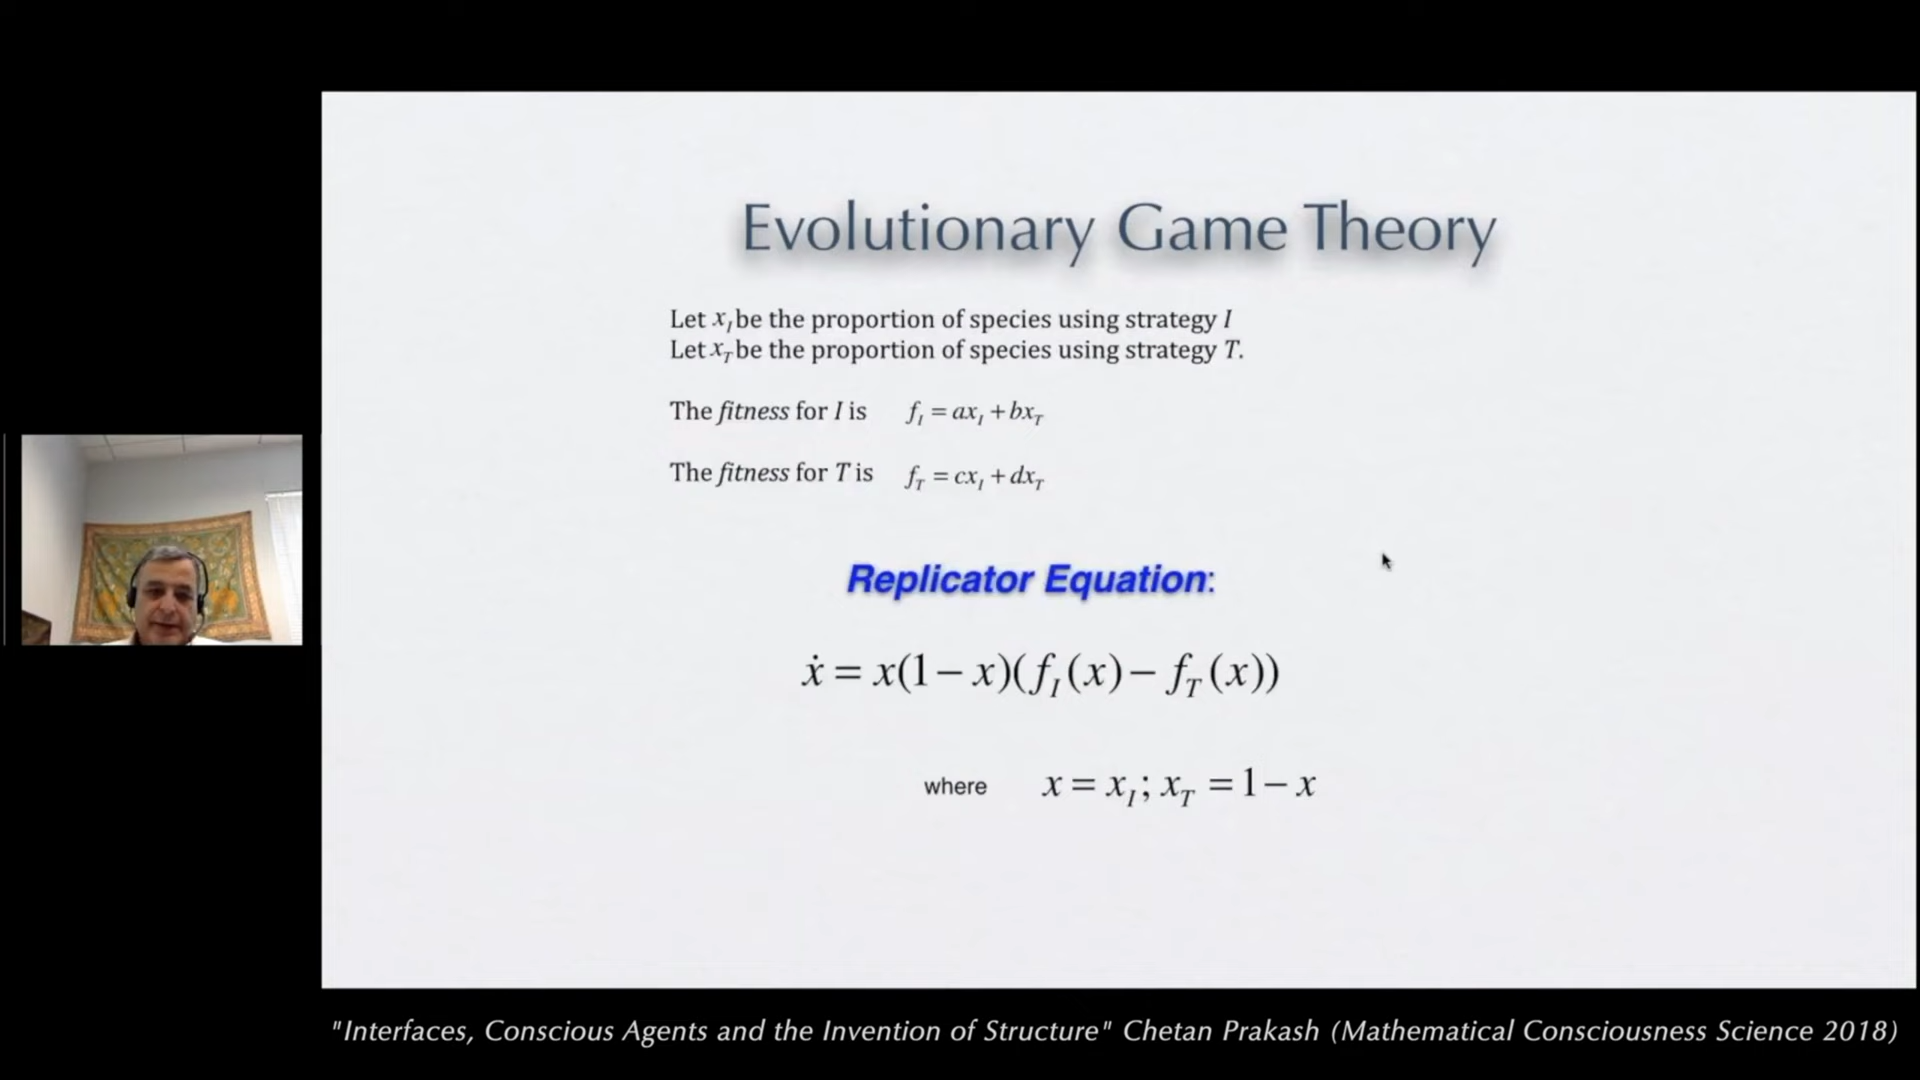 Evolutionary Game Theory
Let x_I be the proportion of species using strategy I
Let x_T be the proportion of species using strategy T.
The fitness for I is f_I = ax_I + bx_T
The fitness for T is f_T = cx_I + dx_T
Replicator Equation:
ẋ = x(1 − x)(f_I(x) − f_T(x))
where x = x_I; x_T = 1 − x
"Interfaces, Conscious Agents and the Invention of Structure" Chetan Prakash (Mathematical Consciousness Science 2018)